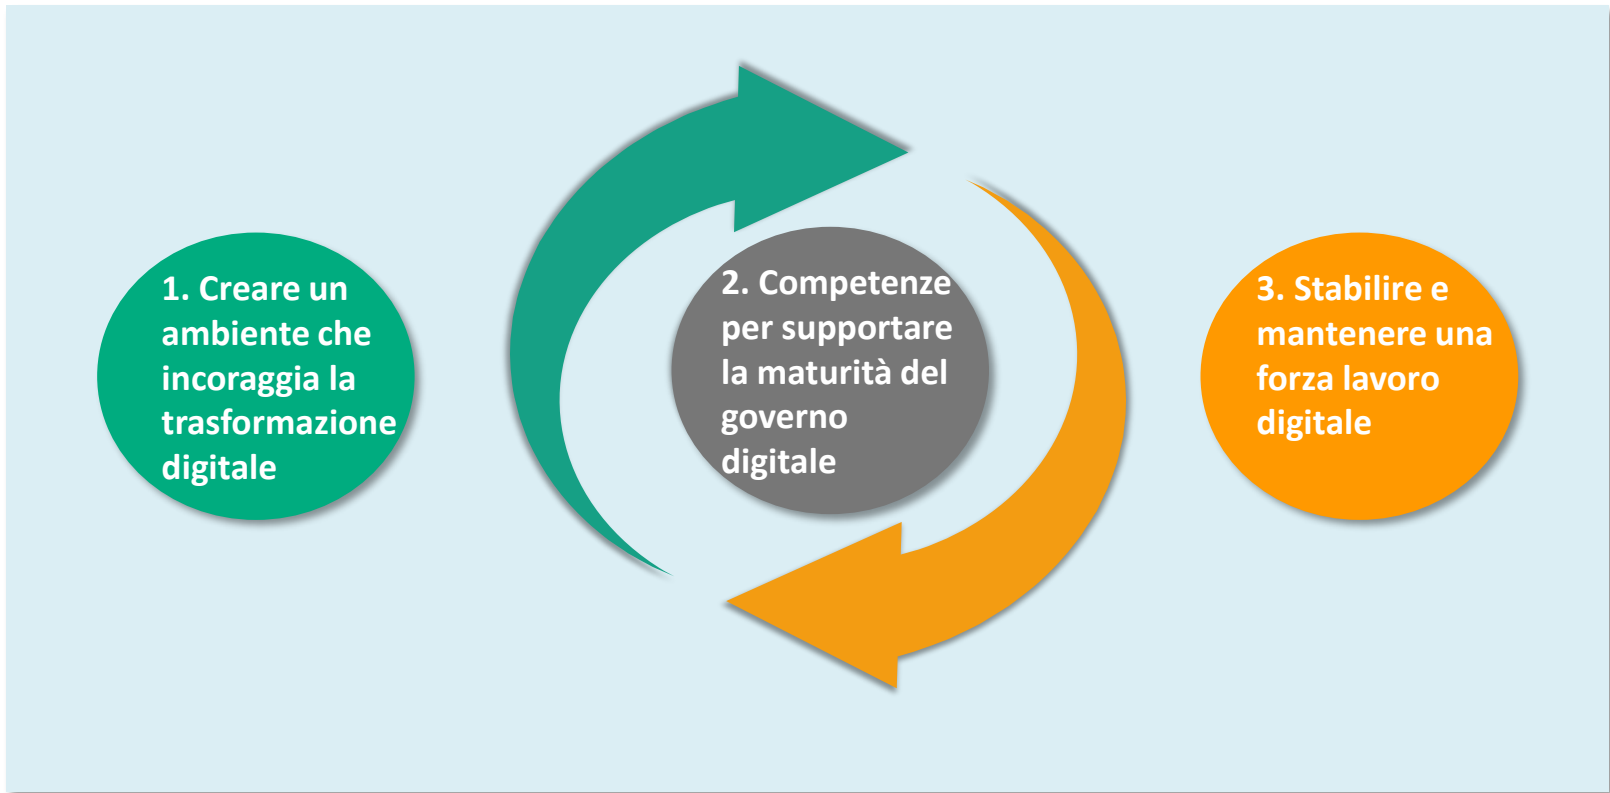 1. Creare un
ambiente che
incoraggia la
trasformazione
digitale
2. Competenze
per supportare
la maturità del
governo
digitale
3. Stabilire e
mantenere una
forza lavoro
digitale